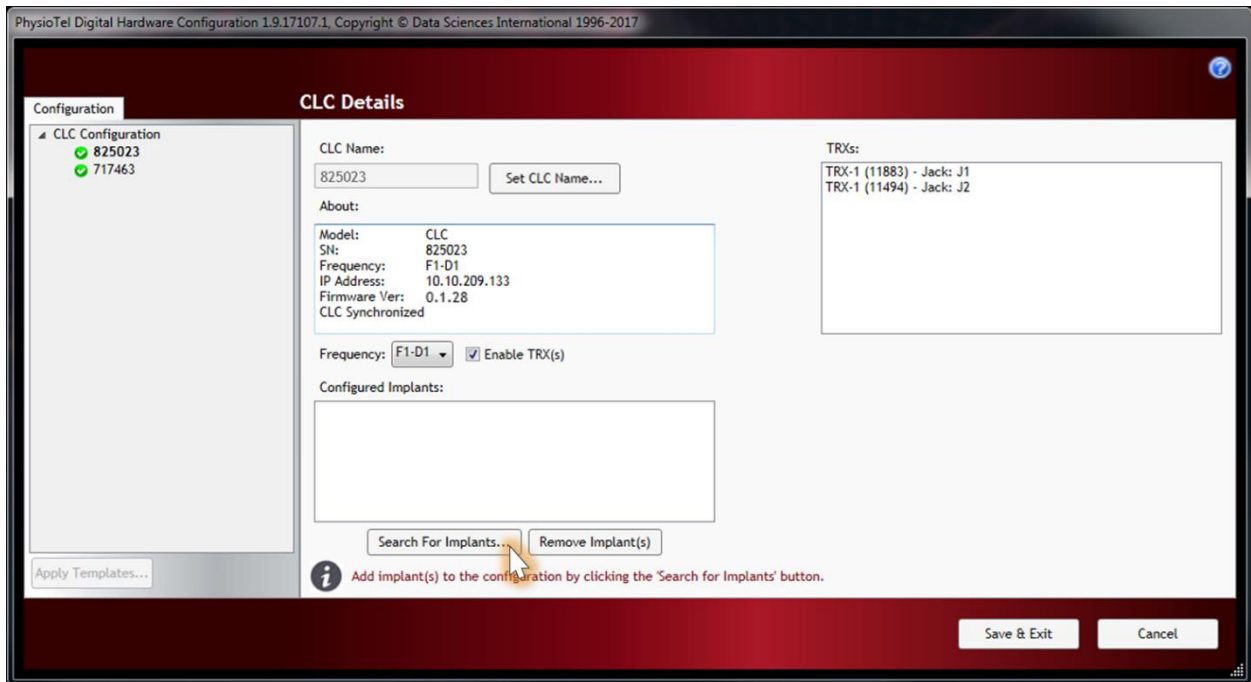 PhysioTel Digital Hardware Configuration 1.9.17107.1, Copyright © Data Sciences International 1996-2017
?
Configuration
CLC Configuration
825023
717463
Apply Templates...
CLC Details
CLC Name:
825023
Set CLC Name...
About:
Model: CLC
SN: 825023
Frequency: F1-D1
IP Address: 10.10.209.133
Firmware Ver: 0.1.28
CLC Synchronized
Frequency: F1-D1 Enable TRX(s)
Configured Implants:
Search For Implants... Remove Implant(s)
i Add implant(s) to the configuration by clicking the 'Search for Implants' button.
TRXs:
TRX-1 (11883) - Jack: J1
TRX-1 (11494) - Jack: J2
Save & Exit Cancel